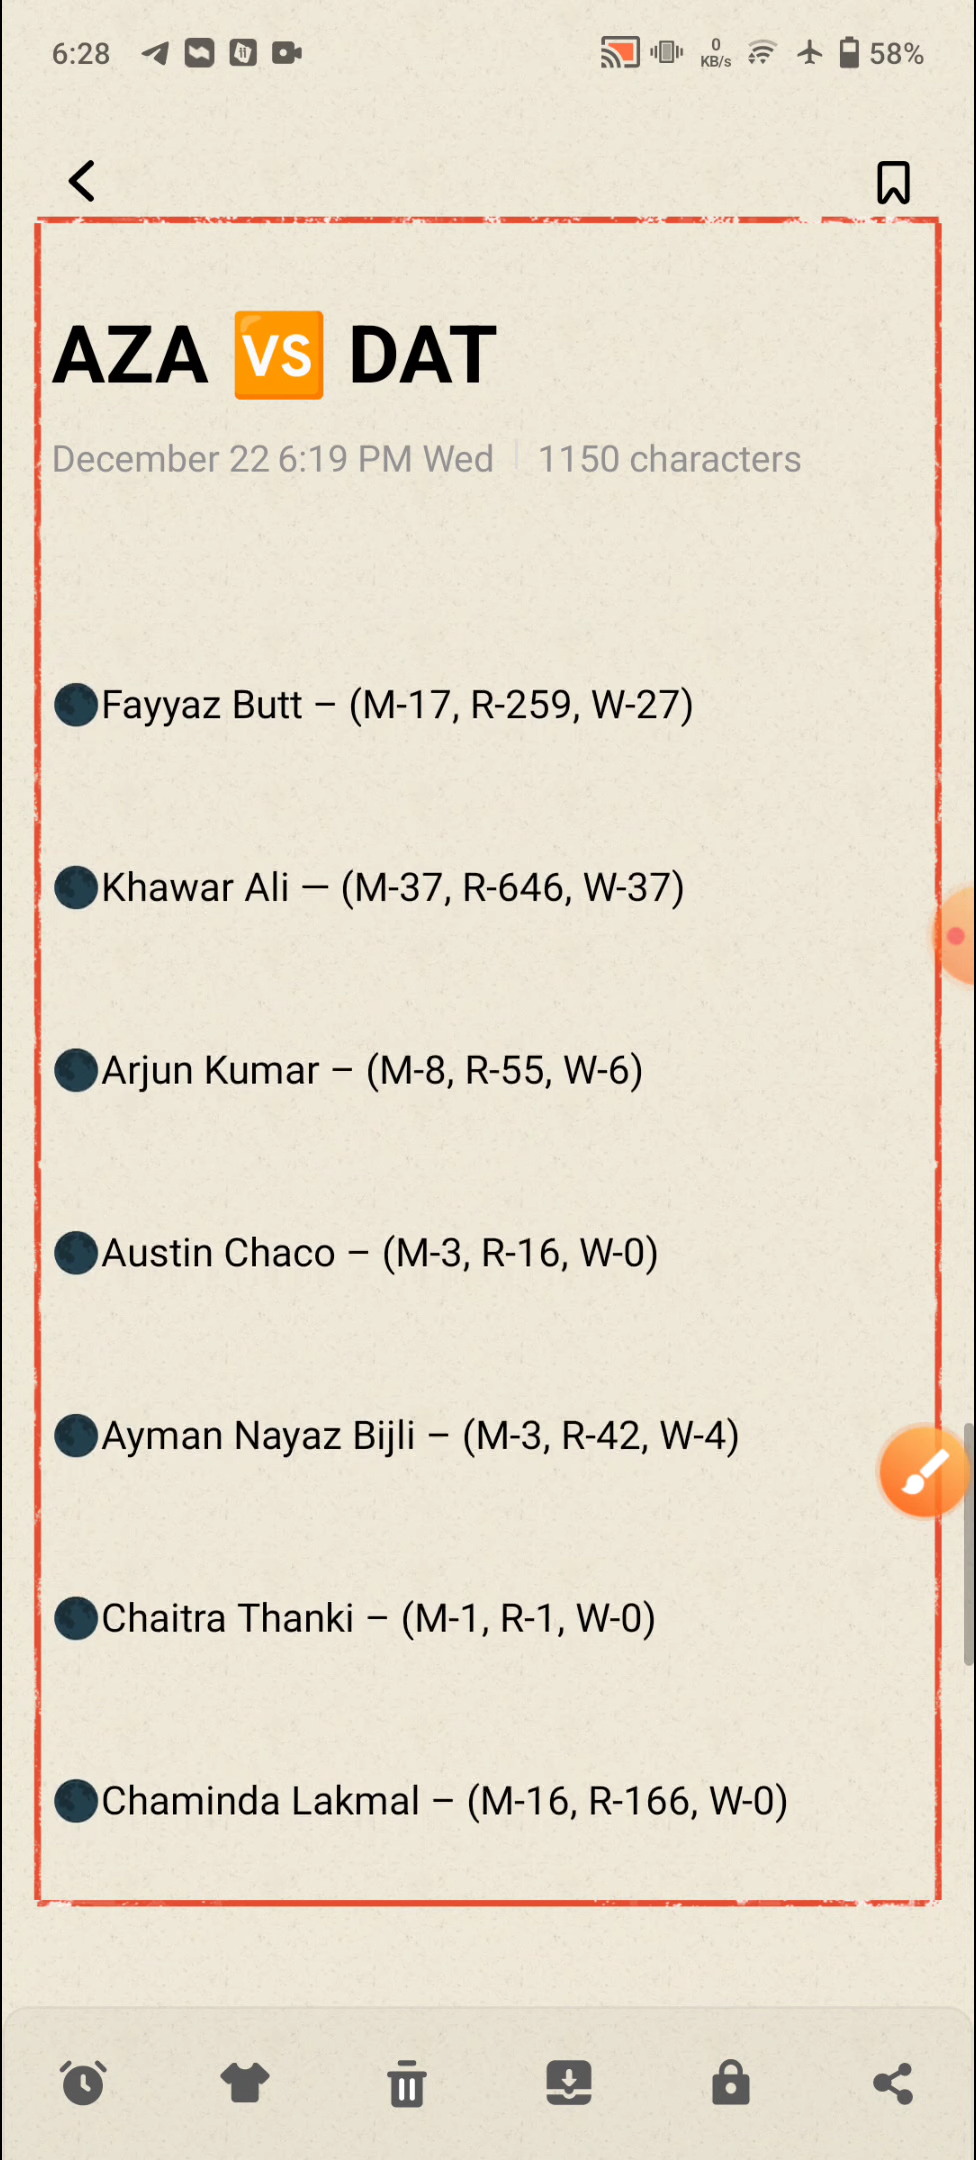 6:28 0 KB/s 58%
AZA VS DAT
December 22 6:19 PM Wed | 1150 characters
🌑Fayyaz Butt – (M-17, R-259, W-27)
🌑Khawar Ali — (M-37, R-646, W-37)
🌑Arjun Kumar – (M-8, R-55, W-6)
🌑Austin Chaco – (M-3, R-16, W-0)
🌑Ayman Nayaz Bijli – (M-3, R-42, W-4)
🌑Chaitra Thanki – (M-1, R-1, W-0)
🌑Chaminda Lakmal – (M-16, R-166, W-0)